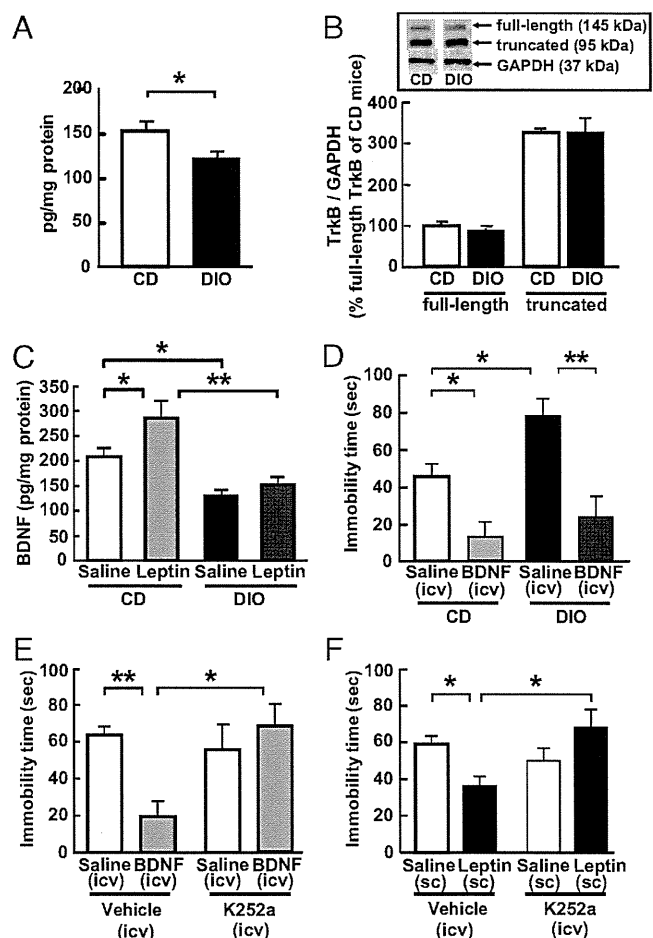 A
*
200
150
100
50
0
pg/mg protein
CD DIO
B
full-length (145 kDa)
truncated (95 kDa)
GAPDH (37 kDa)
CD DIO
400
300
200
100
0
TrkB / GAPDH
(% full-length TrkB of CD mice)
CD DIO CD DIO
full-length truncated
C
*
* **
350
300
250
200
150
100
50
0
BDNF (pg/mg protein)
Saline Leptin Saline Leptin
CD DIO
D
100
80
60
40
20
0
Immobility time (sec)
* **
*
Saline BDNF Saline BDNF
(icv) (icv) (icv) (icv)
CD DIO
E
100
80
60
40
20
0
Immobility time (sec)
** *
Saline BDNF Saline BDNF
(icv) (icv) (icv) (icv)
Vehicle K252a
(icv) (icv)
F
100
80
60
40
20
0
Immobility time (sec)
* *
Saline Leptin Saline Leptin
(sc) (sc) (sc) (sc)
Vehicle K252a
(icv) (icv)